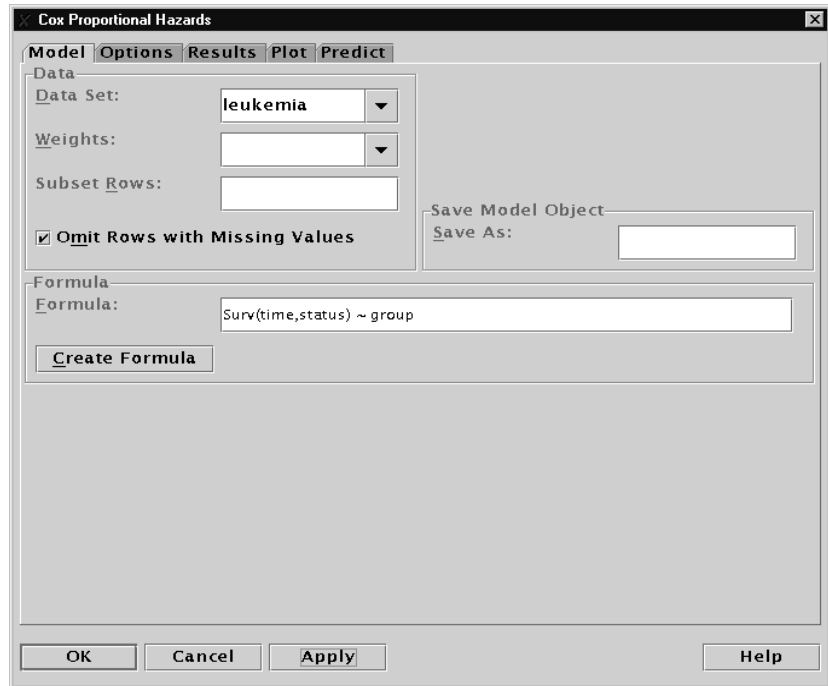 Cox Proportional Hazards
Model Options Results Plot Predict
Data
Data Set:
leukemia
Weights:
Subset Rows:
Omit Rows with Missing Values
Save Model Object
Save As:
Formula
Formula:
Surv(time,status) ~ group
Create Formula
OK Cancel Apply Help